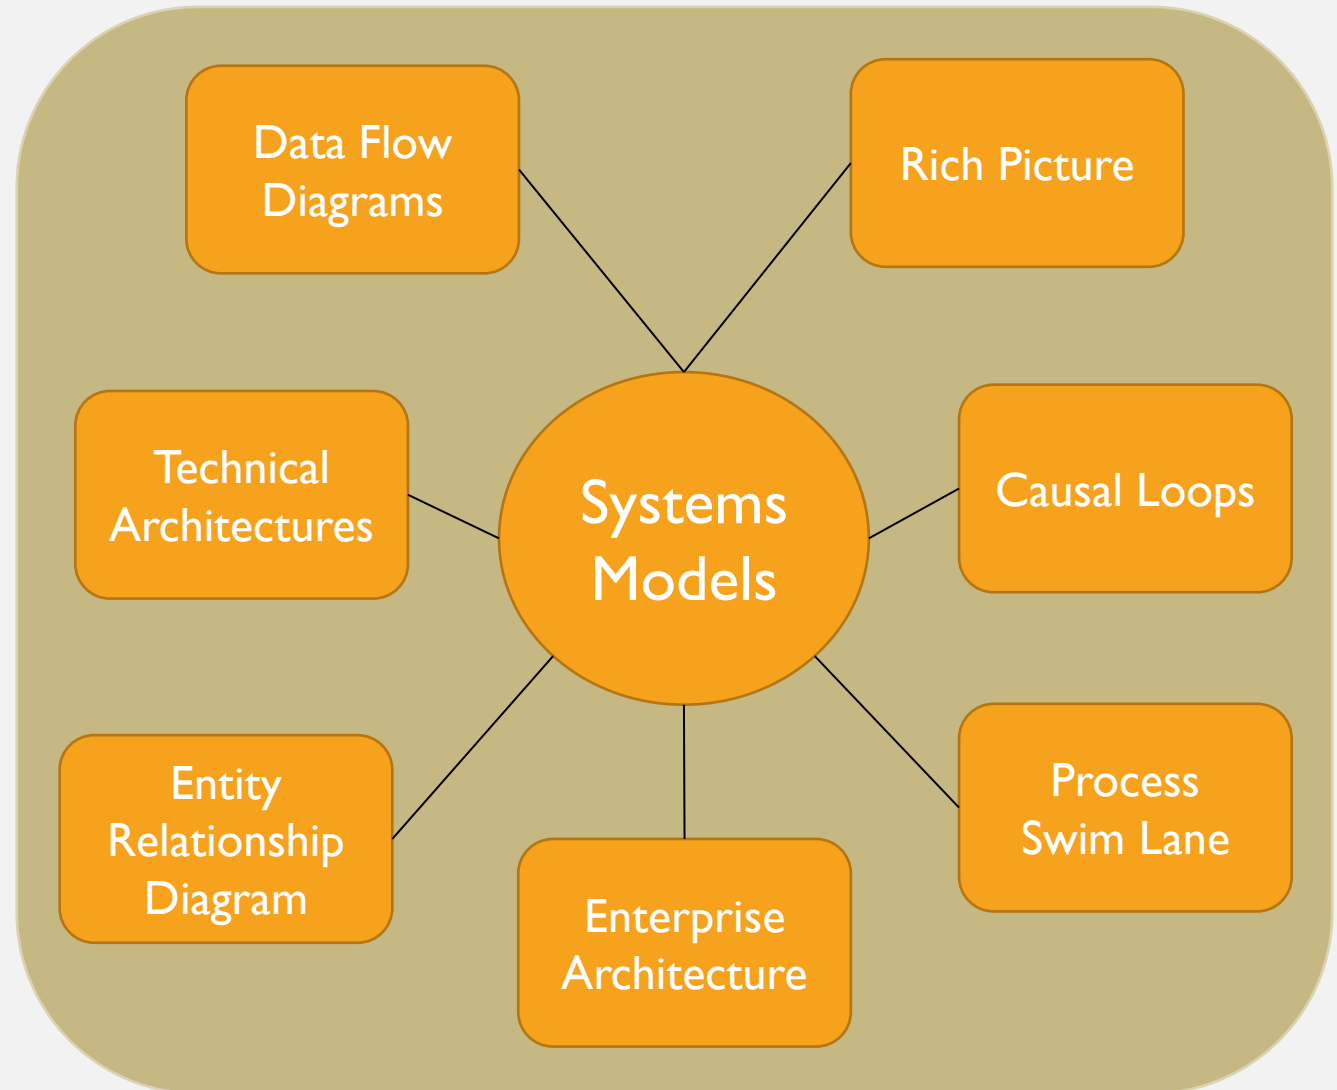 Data Flow
Diagrams
Rich Picture
Technical
Architectures
Systems
Models
Causal Loops
Entity
Relationship
Diagram
Enterprise
Architecture
Process
Swim Lane